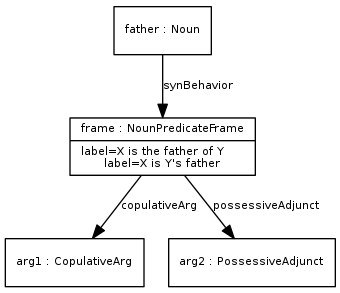 father : Noun
synBehavior
frame : NounPredicateFrame
label=X is the father of Y
label=X is Y's father
copulativeArg
possessiveAdjunct
arg1 : CopulativeArg
arg2 : PossessiveAdjunct